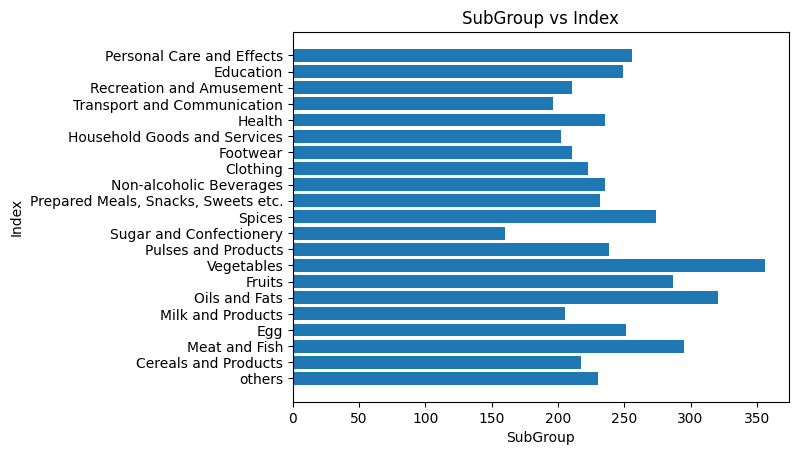 SubGroup vs Index
Personal Care and Effects
Education
Recreation and Amusement
Transport and Communication
Health
Household Goods and Services
Footwear
Clothing
Non-alcoholic Beverages
Prepared Meals, Snacks, Sweets etc.
Spices
Sugar and Confectionery
Pulses and Products
Vegetables
Fruits
Oils and Fats
Milk and Products
Egg
Meat and Fish
Cereals and Products
others
Index
0 50 100 150 200 250 300 350
SubGroup